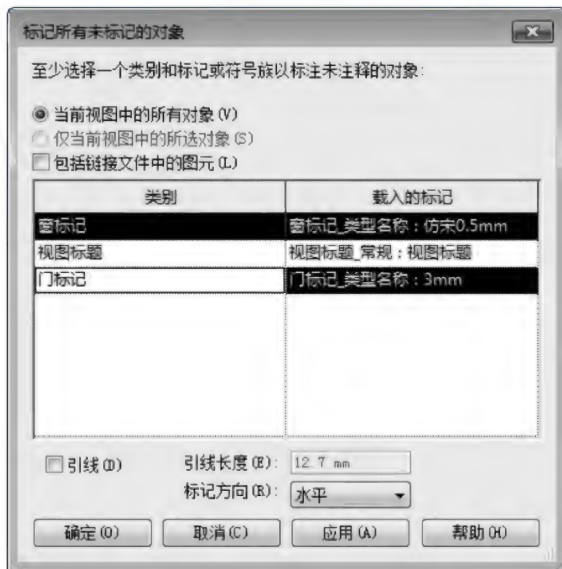 标记所有未标记的对象
至少选择一个类别和标记或符号族以标注未注释的对象:
当前视图中的所有对象(V)
仅当前视图中的所选对象(S)
包括链接文件中的图元(L)
类别 载入的标记
窗标记 窗标记_类型名称:仿宋0.5mm
视图标题 视图标题_常规:视图标题
门标记 门标记_类型名称:3mm
引线(D) 引线长度(E): 12.7 mm
标记方向(R): 水平
确定(O) 取消(C) 应用(A) 帮助(H)